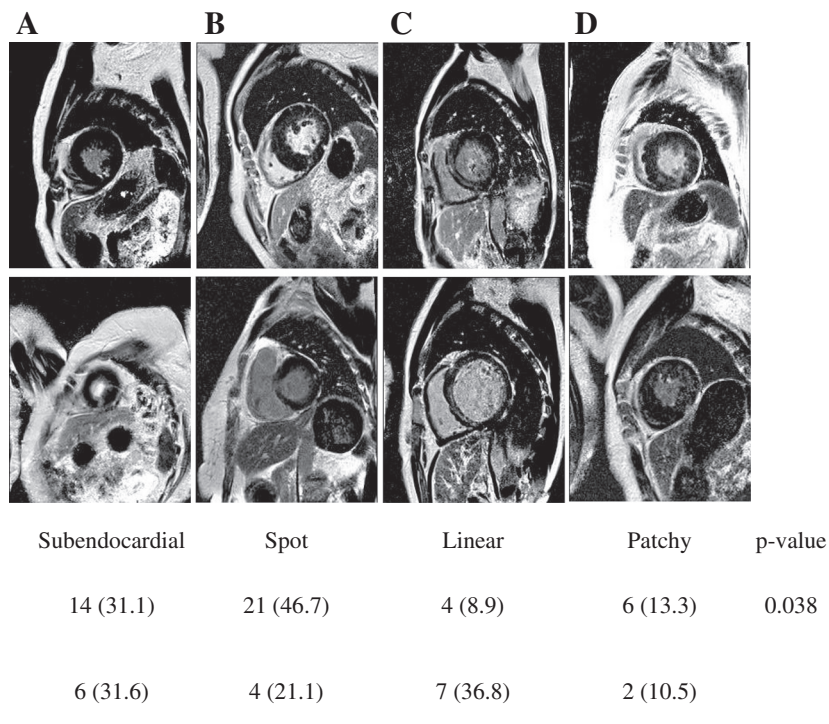 A B C D
Subendocardial Spot Linear Patchy p-value
14 (31.1) 21 (46.7) 4 (8.9) 6 (13.3) 0.038
6 (31.6) 4 (21.1) 7 (36.8) 2 (10.5)